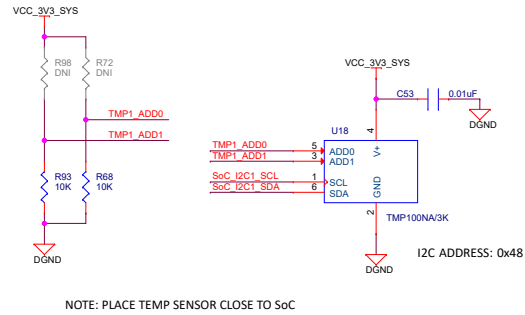 VCC_3V3_SYS
R98
DNI
R72
DNI
TMP1_ADD0
TMP1_ADD1
R93
10K
R68
10K
DGND
VCC_3V3_SYS
C53
0.01uF
DGND
U18
4
TMP1_ADD0
5
ADD0
V+
TMP1_ADD1
3
ADD1
SoC_I2C1_SCL
1
SCL
SoC_I2C1_SDA
6
SDA
GND
2
TMP100NA/3K
DGND
I2C ADDRESS: 0x48
NOTE: PLACE TEMP SENSOR CLOSE TO SoC